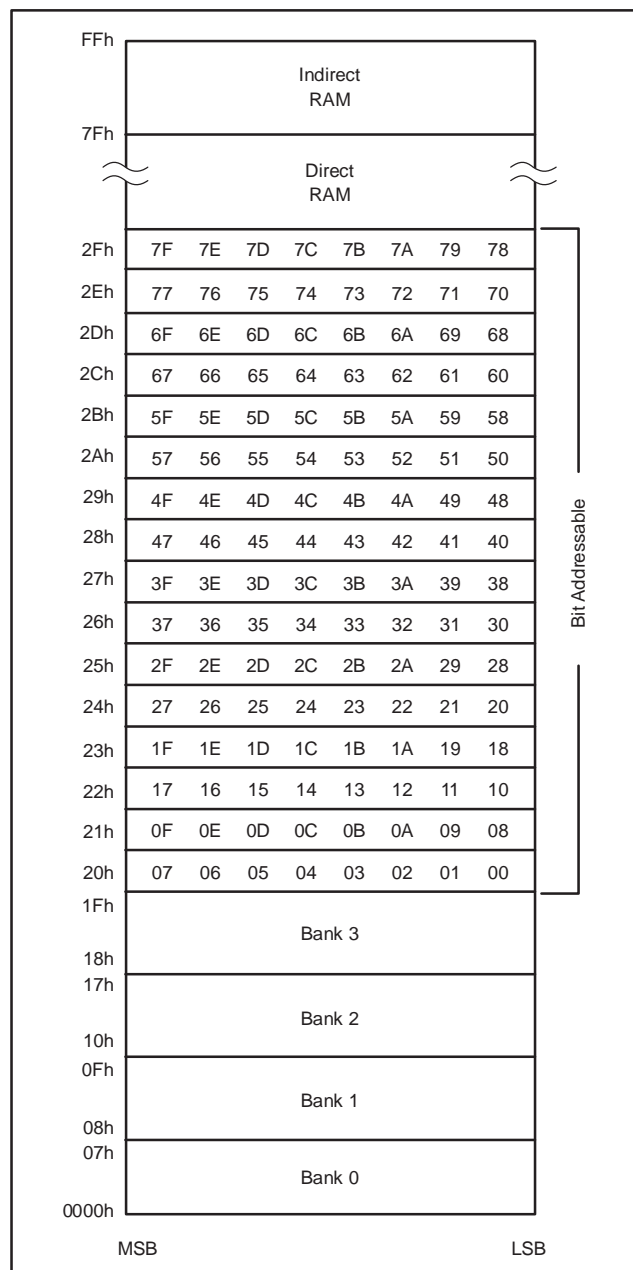 FFh
Indirect
RAM
7Fh
Direct
RAM
2Fh 7F 7E 7D 7C 7B 7A 79 78
2Eh 77 76 75 74 73 72 71 70
2Dh 6F 6E 6D 6C 6B 6A 69 68
2Ch 67 66 65 64 63 62 61 60
2Bh 5F 5E 5D 5C 5B 5A 59 58
2Ah 57 56 55 54 53 52 51 50
29h 4F 4E 4D 4C 4B 4A 49 48
28h 47 46 45 44 43 42 41 40
27h 3F 3E 3D 3C 3B 3A 39 38
26h 37 36 35 34 33 32 31 30
25h 2F 2E 2D 2C 2B 2A 29 28
24h 27 26 25 24 23 22 21 20
23h 1F 1E 1D 1C 1B 1A 19 18
22h 17 16 15 14 13 12 11 10
21h 0F 0E 0D 0C 0B 0A 09 08
20h 07 06 05 04 03 02 01 00
Bit Addressable
1Fh
Bank 3
18h
17h
Bank 2
10h
0Fh
Bank 1
08h
07h
Bank 0
0000h
MSB LSB